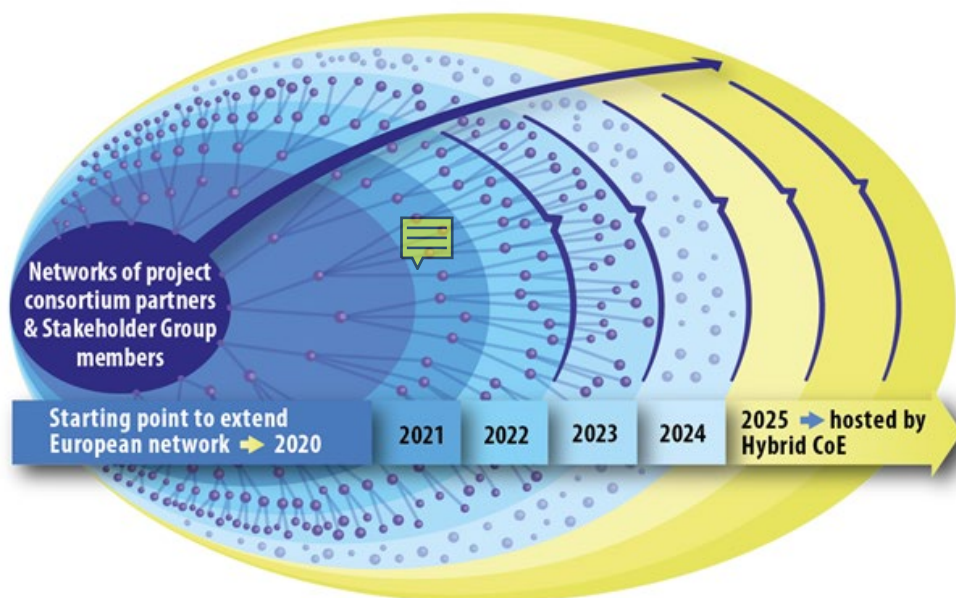 Networks of project
consortium partners
& Stakeholder Group
members
Starting point to extend
European network ➔ 2020
2021
2022
2023
2024
2025 ➔ hosted by
Hybrid CoE